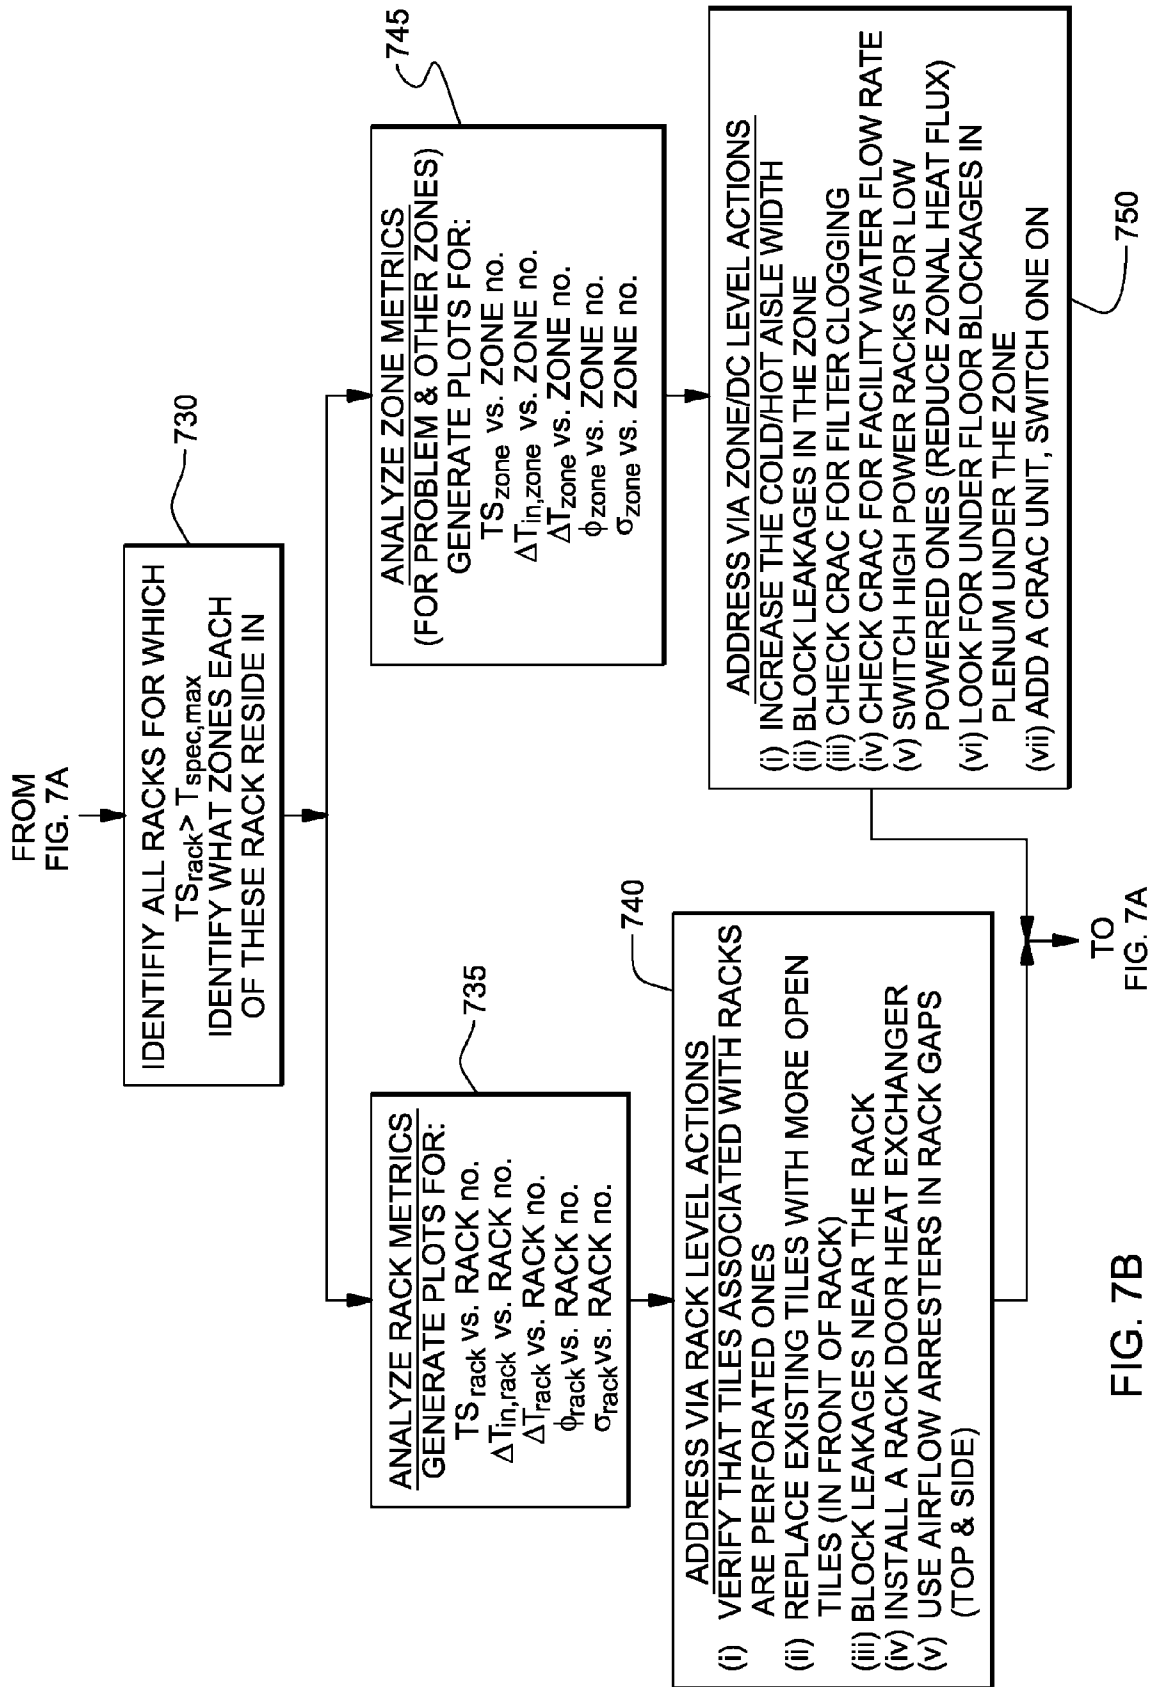 FROM
FIG. 7A
730
IDENTIFIY ALL RACKS FOR WHICH
TSrack> Tspec,max
IDENTIFY WHAT ZONES EACH
OF THESE RACK RESIDE IN
735
ANALYZE RACK METRICS
GENERATE PLOTS FOR:
TSrack vs. RACK no.
ΔTin,rack vs. RACK no.
ΔTrack vs. RACK no.
ϕrack vs. RACK no.
σrack vs. RACK no.
745
ANALYZE ZONE METRICS
(FOR PROBLEM & OTHER ZONES)
GENERATE PLOTS FOR:
TSzone vs. ZONE no.
ΔTin,zone vs. ZONE no.
ΔTzone vs. ZONE no.
ϕzone vs. ZONE no.
σzone vs. ZONE no.
740
ADDRESS VIA RACK LEVEL ACTIONS
(i) VERIFY THAT TILES ASSOCIATED WITH RACKS
ARE PERFORATED ONES
(ii) REPLACE EXISTING TILES WITH MORE OPEN
TILES (IN FRONT OF RACK)
(iii) BLOCK LEAKAGES NEAR THE RACK
(iv) INSTALL A RACK DOOR HEAT EXCHANGER
(v) USE AIRFLOW ARRESTERS IN RACK GAPS
(TOP & SIDE)
ADDRESS VIA ZONE/DC LEVEL ACTIONS
(i) INCREASE THE COLD/HOT AISLE WIDTH
(ii) BLOCK LEAKAGES IN THE ZONE
(iii) CHECK CRAC FOR FILTER CLOGGING
(iv) CHECK CRAC FOR FACILITY WATER FLOW RATE
(v) SWITCH HIGH POWER RACKS FOR LOW
POWERED ONES (REDUCE ZONAL HEAT FLUX)
(vi) LOOK FOR UNDER FLOOR BLOCKAGES IN
PLENUM UNDER THE ZONE
(vii) ADD A CRAC UNIT, SWITCH ONE ON
750
TO
FIG. 7A
FIG. 7B